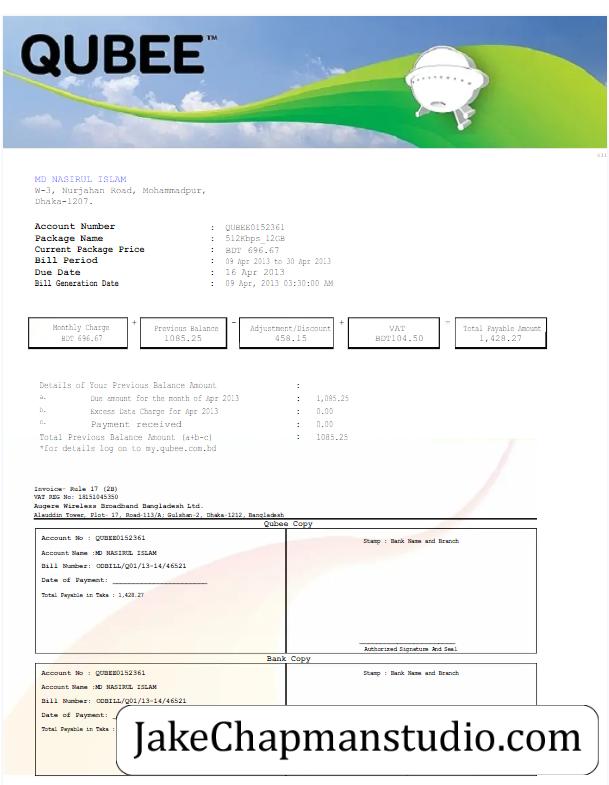 QUBEE™
MD NASIRUL ISLAM
W-3, Nurjahan Road, Mohammadpur,
Dhaka-1207.
Account Number : QUBEE0152361
Package Name : 512Kbps_12GB
Current Package Price : BDT 696.67
Bill Period : 09 Apr 2013 to 30 Apr 2013
Due Date : 16 Apr 2013
Bill Generation Date : 09 Apr, 2013 03:30:00 AM
Monthly Charge + Previous Balance - Adjustment/Discount + VAT = Total Payable Amount
BDT 696.67 1085.25 458.15 BDT104.50 1,428.27
Details of Your Previous Balance Amount :
a. Due amount for the month of Apr 2013 : 1,085.25
b. Excess Data Charge for Apr 2013 : 0.00
c. Payment received : 0.00
Total Previous Balance Amount (a+b-c) : 1085.25
*for details log on to my.qubee.com.bd
Invoice- Rule 17 (2B)
VAT REG No: 18151045350
Augere Wireless Broadband Bangladesh Ltd.
Alauddin Tower, Plot- 17, Road-113/A; Gulshan-2, Dhaka-1212, Bangladesh
Qubee Copy
Account No : QUBEE0152361
Stamp : Bank Name and Branch
Account Name :MD NASIRUL ISLAM
Bill Number: ODBILL/Q01/13-14/46521
Date of Payment:
Total Payable in Taka : 1,428.27
Authorized Signature And Seal
Bank Copy
Account No : QUBEE0152361
Stamp : Bank Name and Branch
Account Name :MD NASIRUL ISLAM
Bill Number: ODBILL/Q01/13-14/46521
Date of Payment:
Total Payable in Taka :
JakeChapmanstudio.com